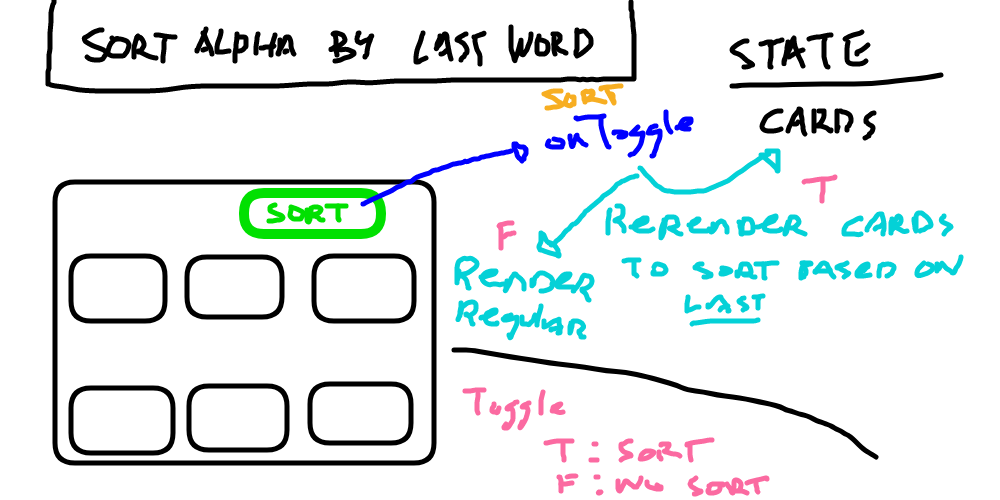 SORT ALPHA BY LAST WORD
STATE
CARDS
SORT
onToggle
SORT
T
F
RERENDER CARDS
TO SORT BASED ON
LAST
RENDER
REgulAR
Toggle
T : SORT
F : NO SORT